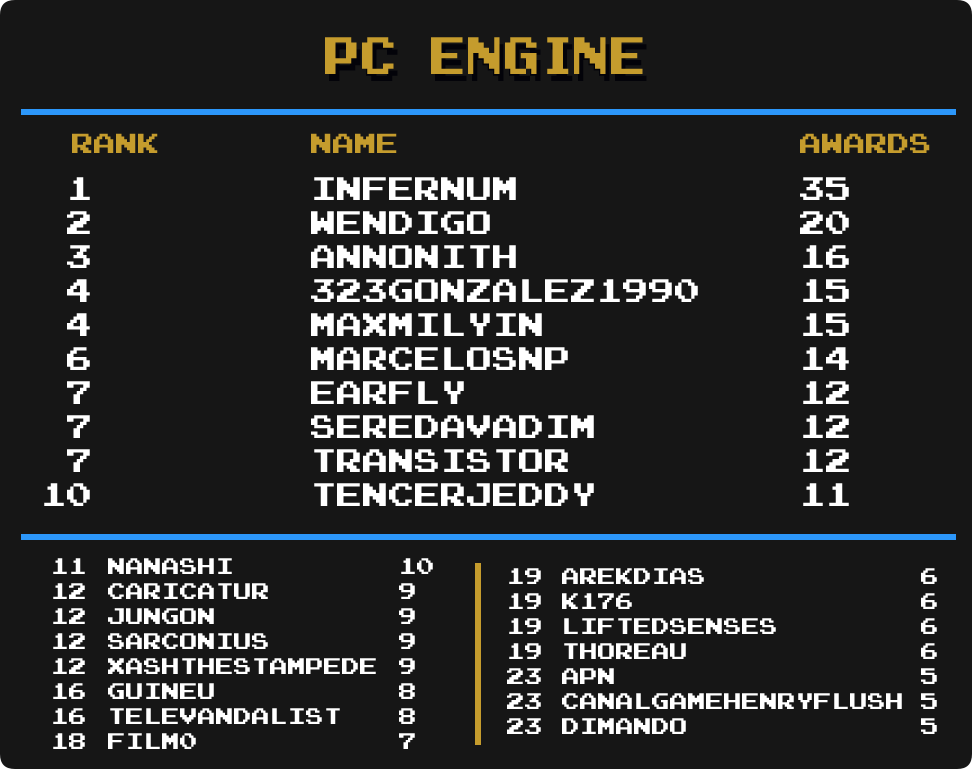 PC ENGINE
RANK NAME AWARDS
1 INFERNUM 35
2 WENDIGO 20
3 ANNONITH 16
4 323GONZALEZ1990 15
4 MAXMILYIN 15
6 MARCELOSNP 14
7 EARFLY 12
7 SEREDAVADIM 12
7 TRANSISTOR 12
10 TENCERJEDDY 11
11 NANASHI 10
12 CARICATUR 9
12 JUNGON 9
12 SARCONIUS 9
12 XASHTHESTAMPEDE 9
16 GUINEU 8
16 TELEVANDALIST 8
18 FILMO 7
19 AREKDIAS 6
19 K176 6
19 LIFTEDSENSES 6
19 THOREAU 6
23 APN 5
23 CANALGAMEHENRYFLUSH 5
23 DIMANDO 5